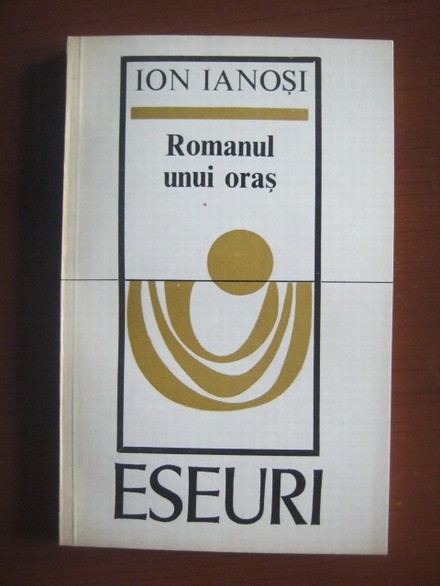 ION IANOȘI
Romanul
unui oraș
ESEURI